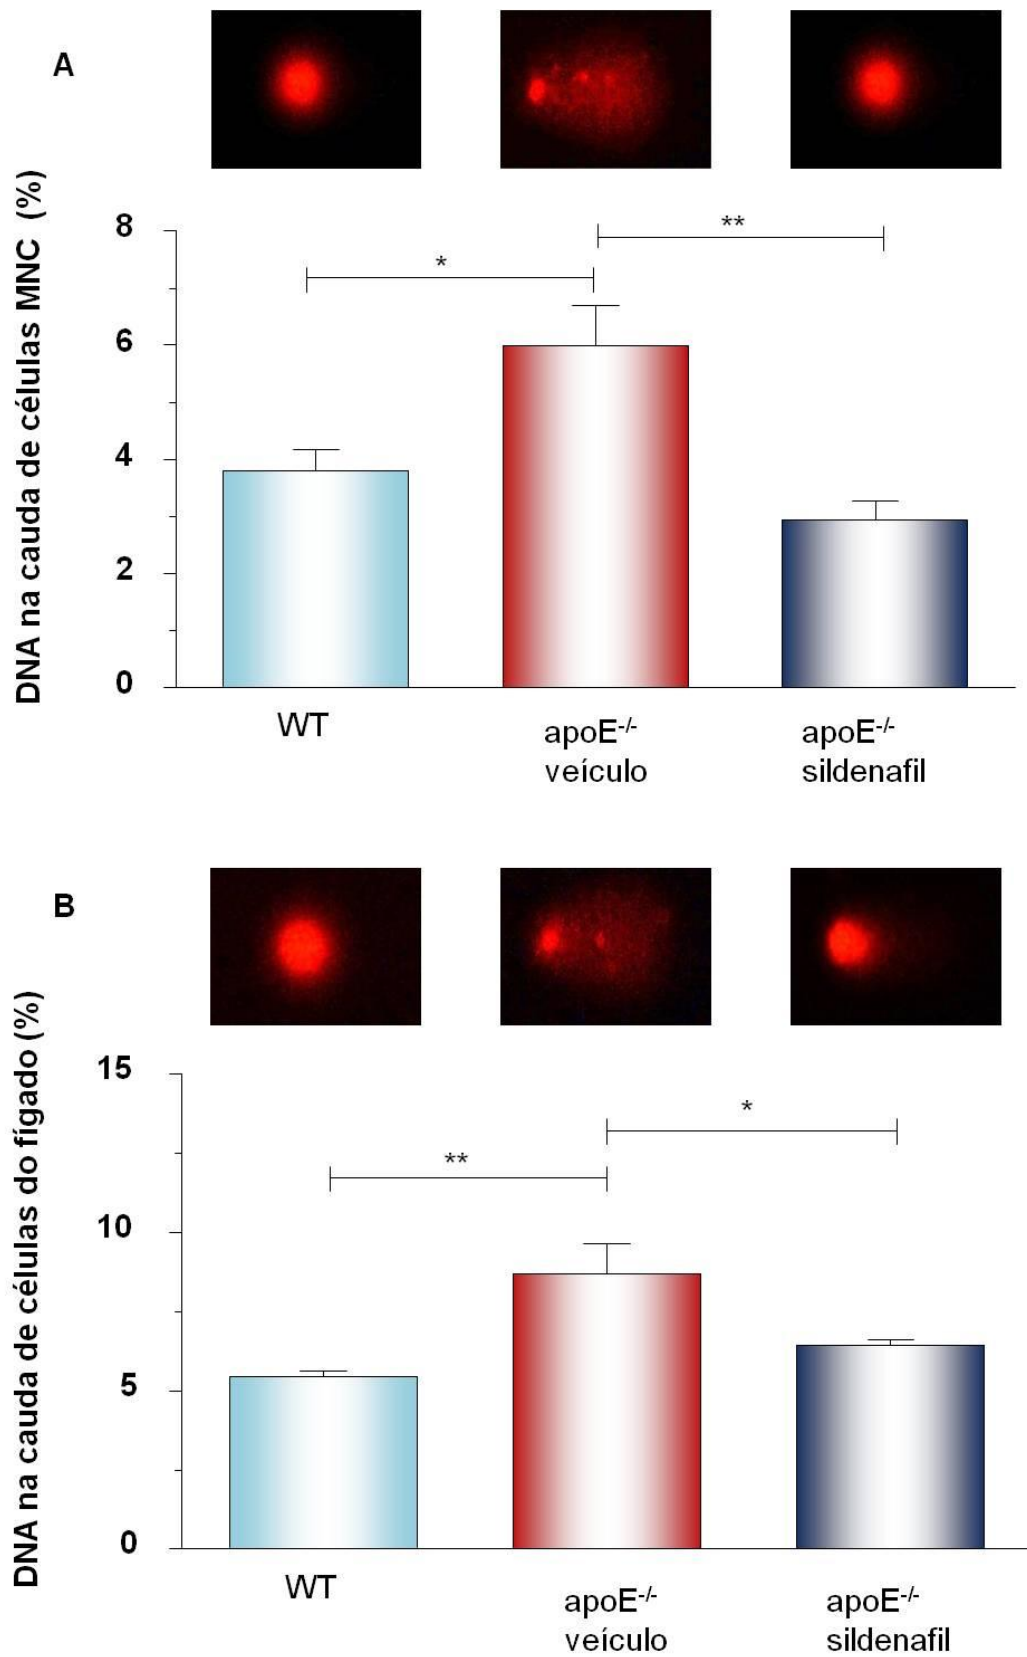 A
DNA na cauda de células MNC (%)
8
**
*
6
4
2
0
WT
apoE-/-
veículo
apoE-/-
sildenafil
B
DNA na cauda de células do fígado (%)
15
*
**
10
5
0
WT
apoE-/-
veículo
apoE-/-
sildenafil